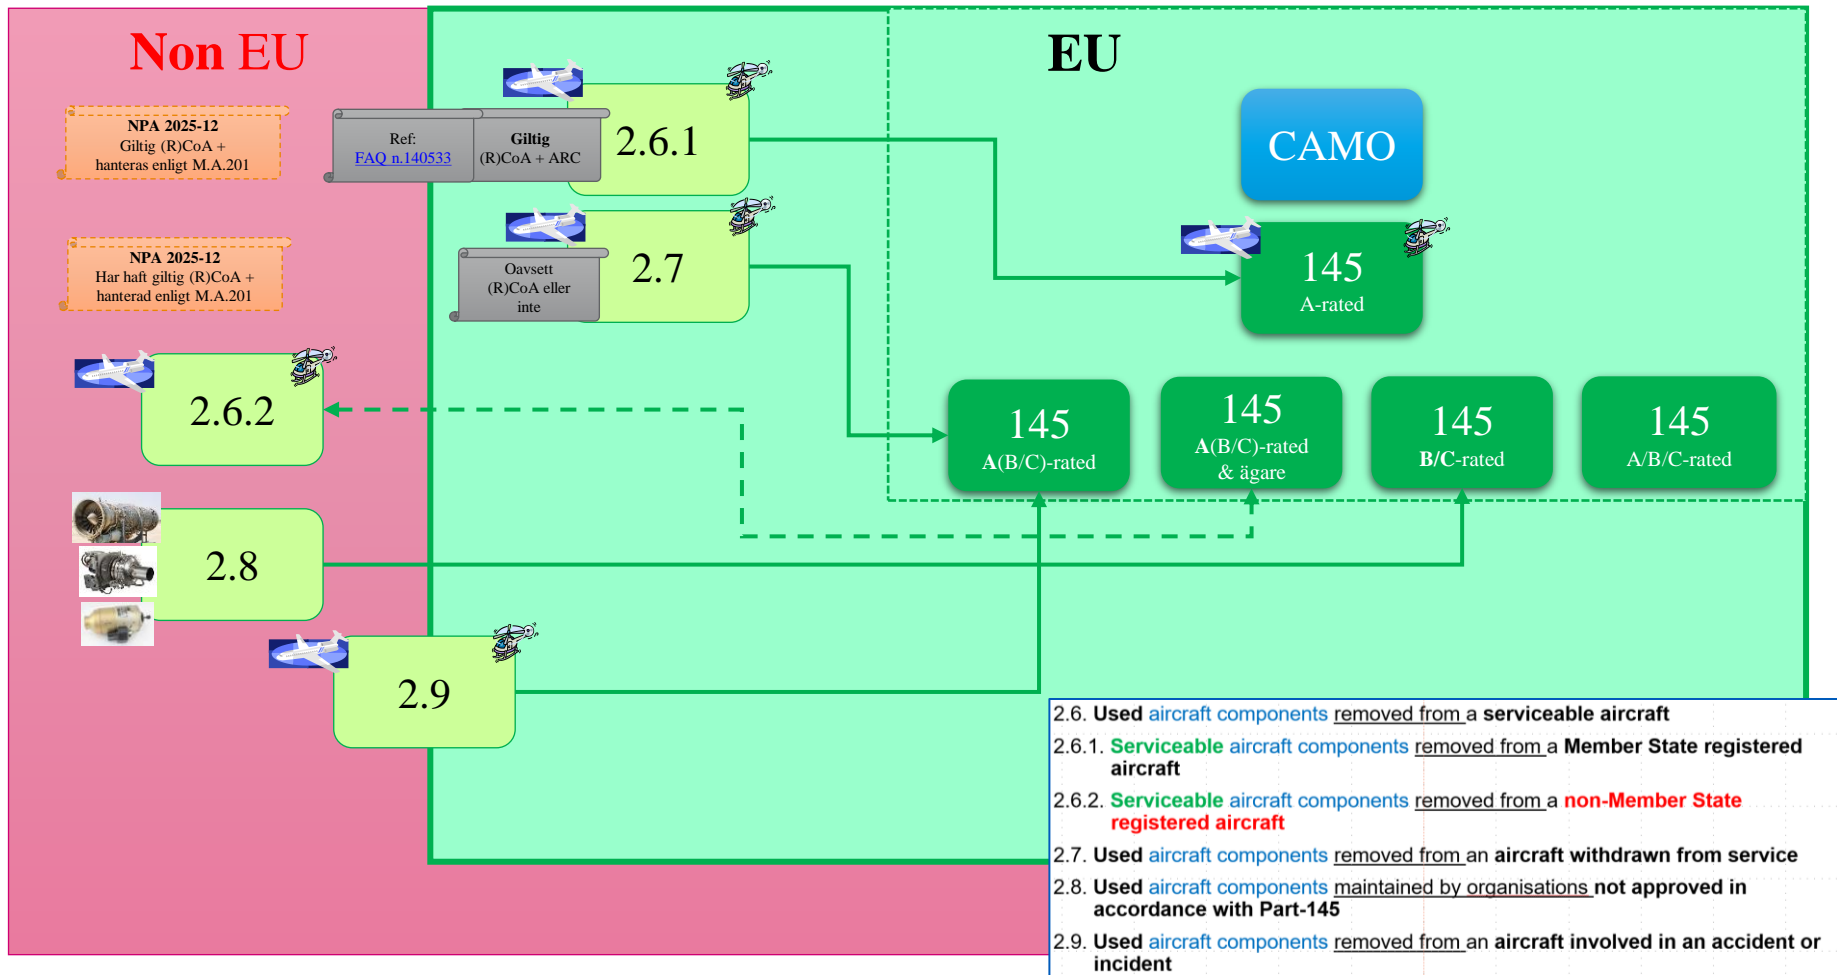 Non EU
EU
NPA 2025-12
Giltig (R)CoA +
hanteras enligt M.A.201
Ref:
FAQ n.140533
Giltig
(R)CoA + ARC
2.6.1
CAMO
NPA 2025-12
Har haft giltig (R)CoA +
hanterad enligt M.A.201
Oavsett
(R)CoA eller
inte
2.7
145
A-rated
2.6.2
145
A(B/C)-rated
145
A(B/C)-rated
& ägare
145
B/C-rated
145
A/B/C-rated
2.8
2.9
2.6. Used aircraft components removed from a serviceable aircraft
2.6.1. Serviceable aircraft components removed from a Member State registered
aircraft
2.6.2. Serviceable aircraft components removed from a non-Member State
registered aircraft
2.7. Used aircraft components removed from an aircraft withdrawn from service
2.8. Used aircraft components maintained by organisations not approved in
accordance with Part-145
2.9. Used aircraft components removed from an aircraft involved in an accident or
incident